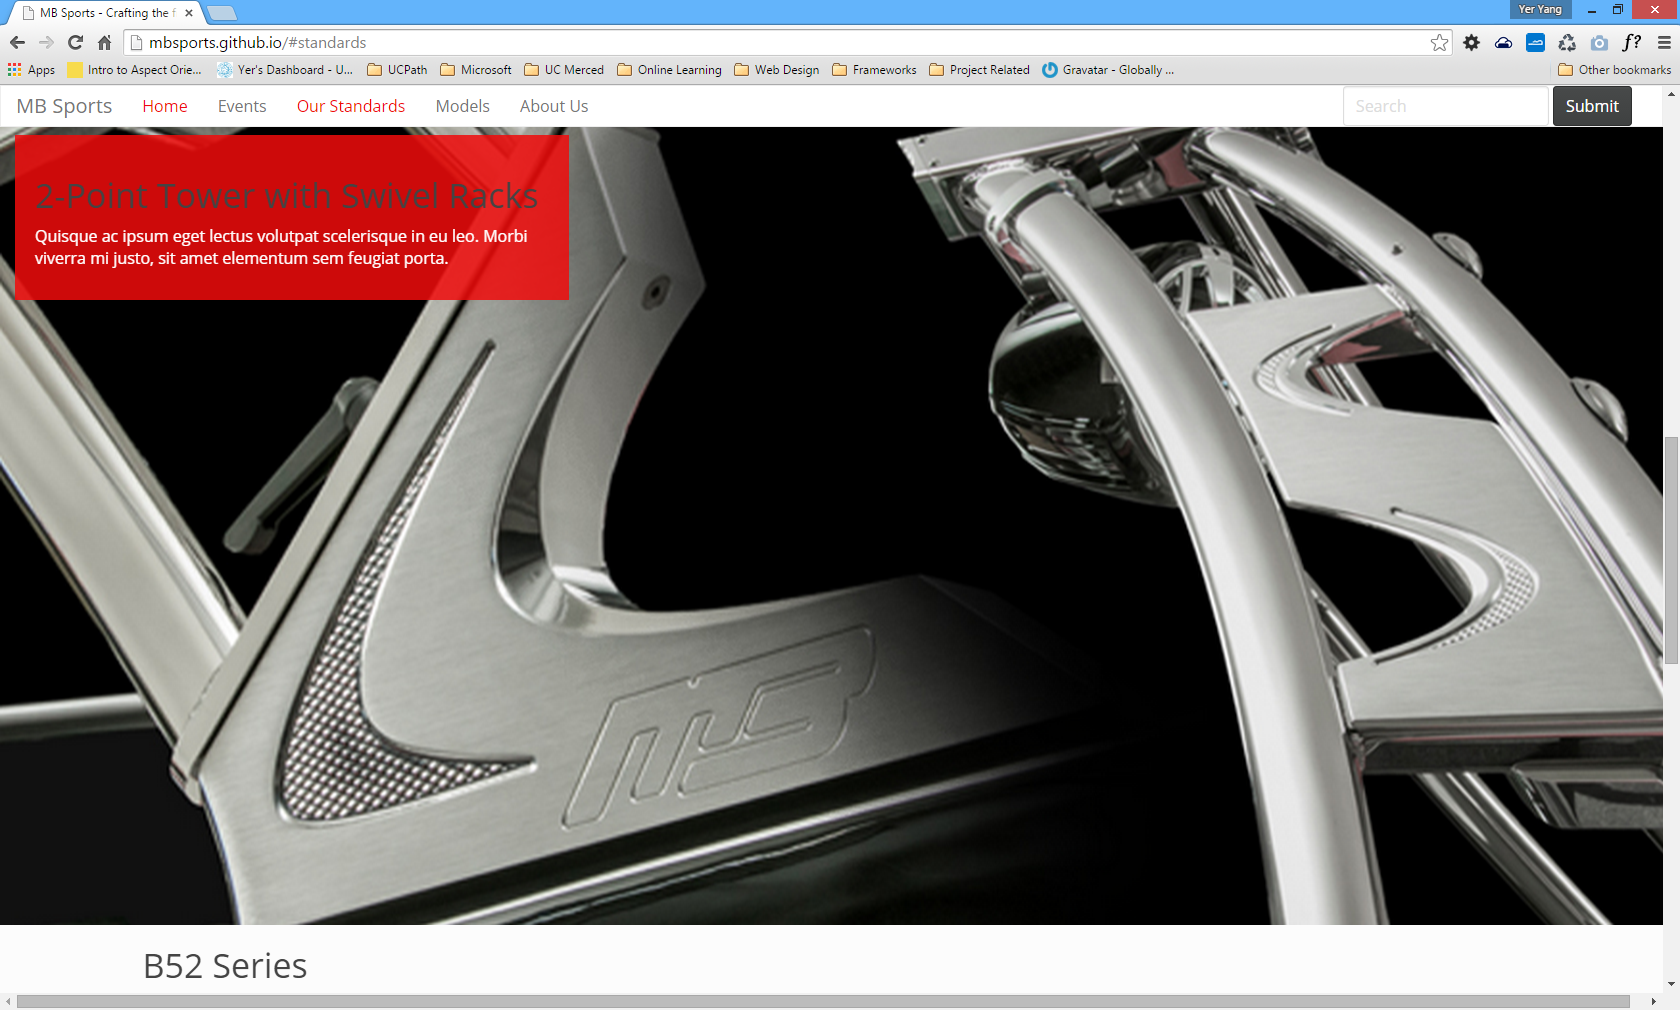 MB Sports - Crafting the f
Yer Yang
mbsports.github.io/#standards
f?
Apps
Intro to Aspect Orie...
Yer's Dashboard - U...
UCPath
Microsoft
UC Merced
Online Learning
Web Design
Frameworks
Project Related
Gravatar - Globally ...
Other bookmarks
MB Sports
Home
Events
Our Standards
Models
About Us
Search
Submit
2-Point Tower with Swivel Racks
Quisque ac ipsum eget lectus volutpat scelerisque in eu leo. Morbi
viverra mi justo, sit amet elementum sem feugiat porta.
MB
B52 Series